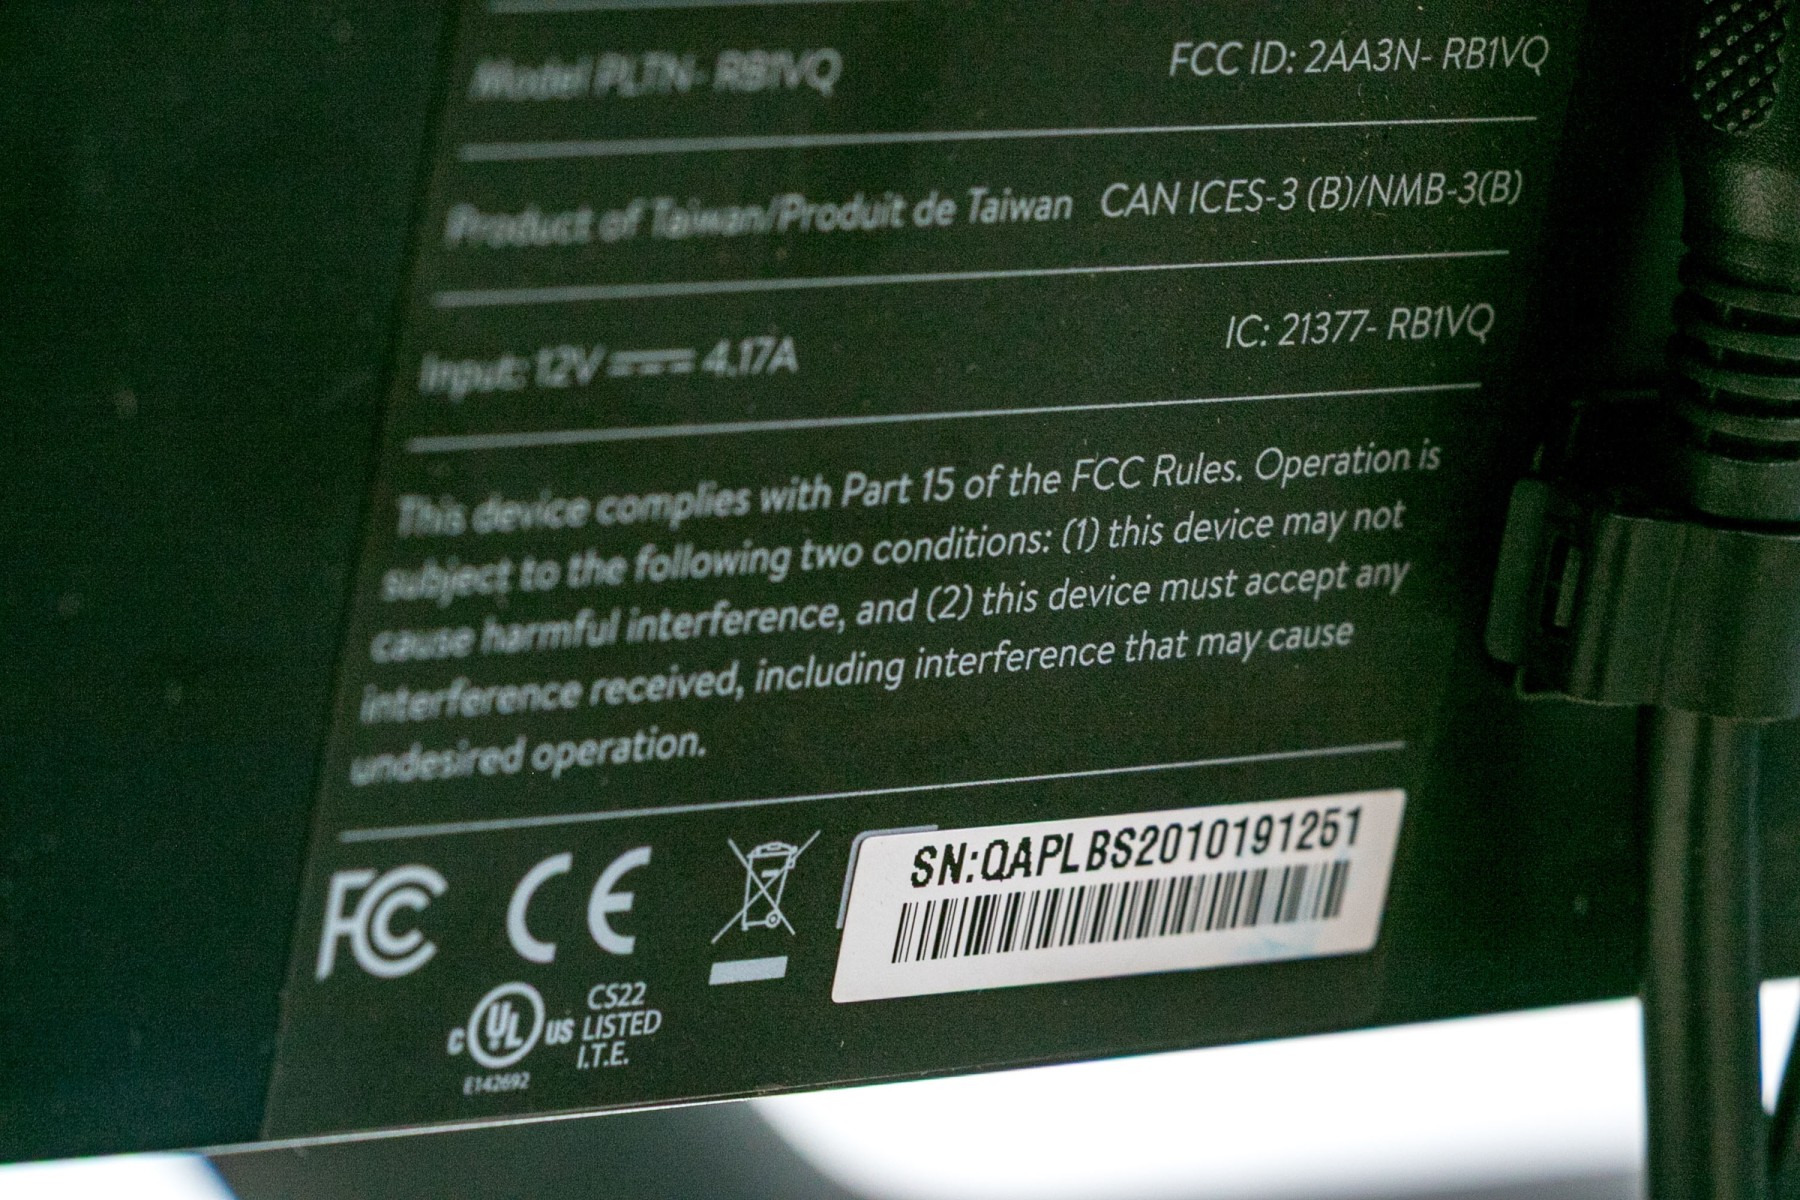 Model PLTN- RB1VQ FCC ID: 2AA3N- RB1VQ
Product of Taiwan/Produit de Taiwan CAN ICES-3 (B)/NMB-3(B)
Input: 12V 4.17A IC: 21377- RB1VQ
This device complies with Part 15 of the FCC Rules. Operation is
subject to the following two conditions: (1) this device may not
cause harmful interference, and (2) this device must accept any
interference received, including interference that may cause
undesired operation.
FC CE
SN:QAPLBS2010191251
c UL US
CS22
LISTED
I.T.E.
E142692